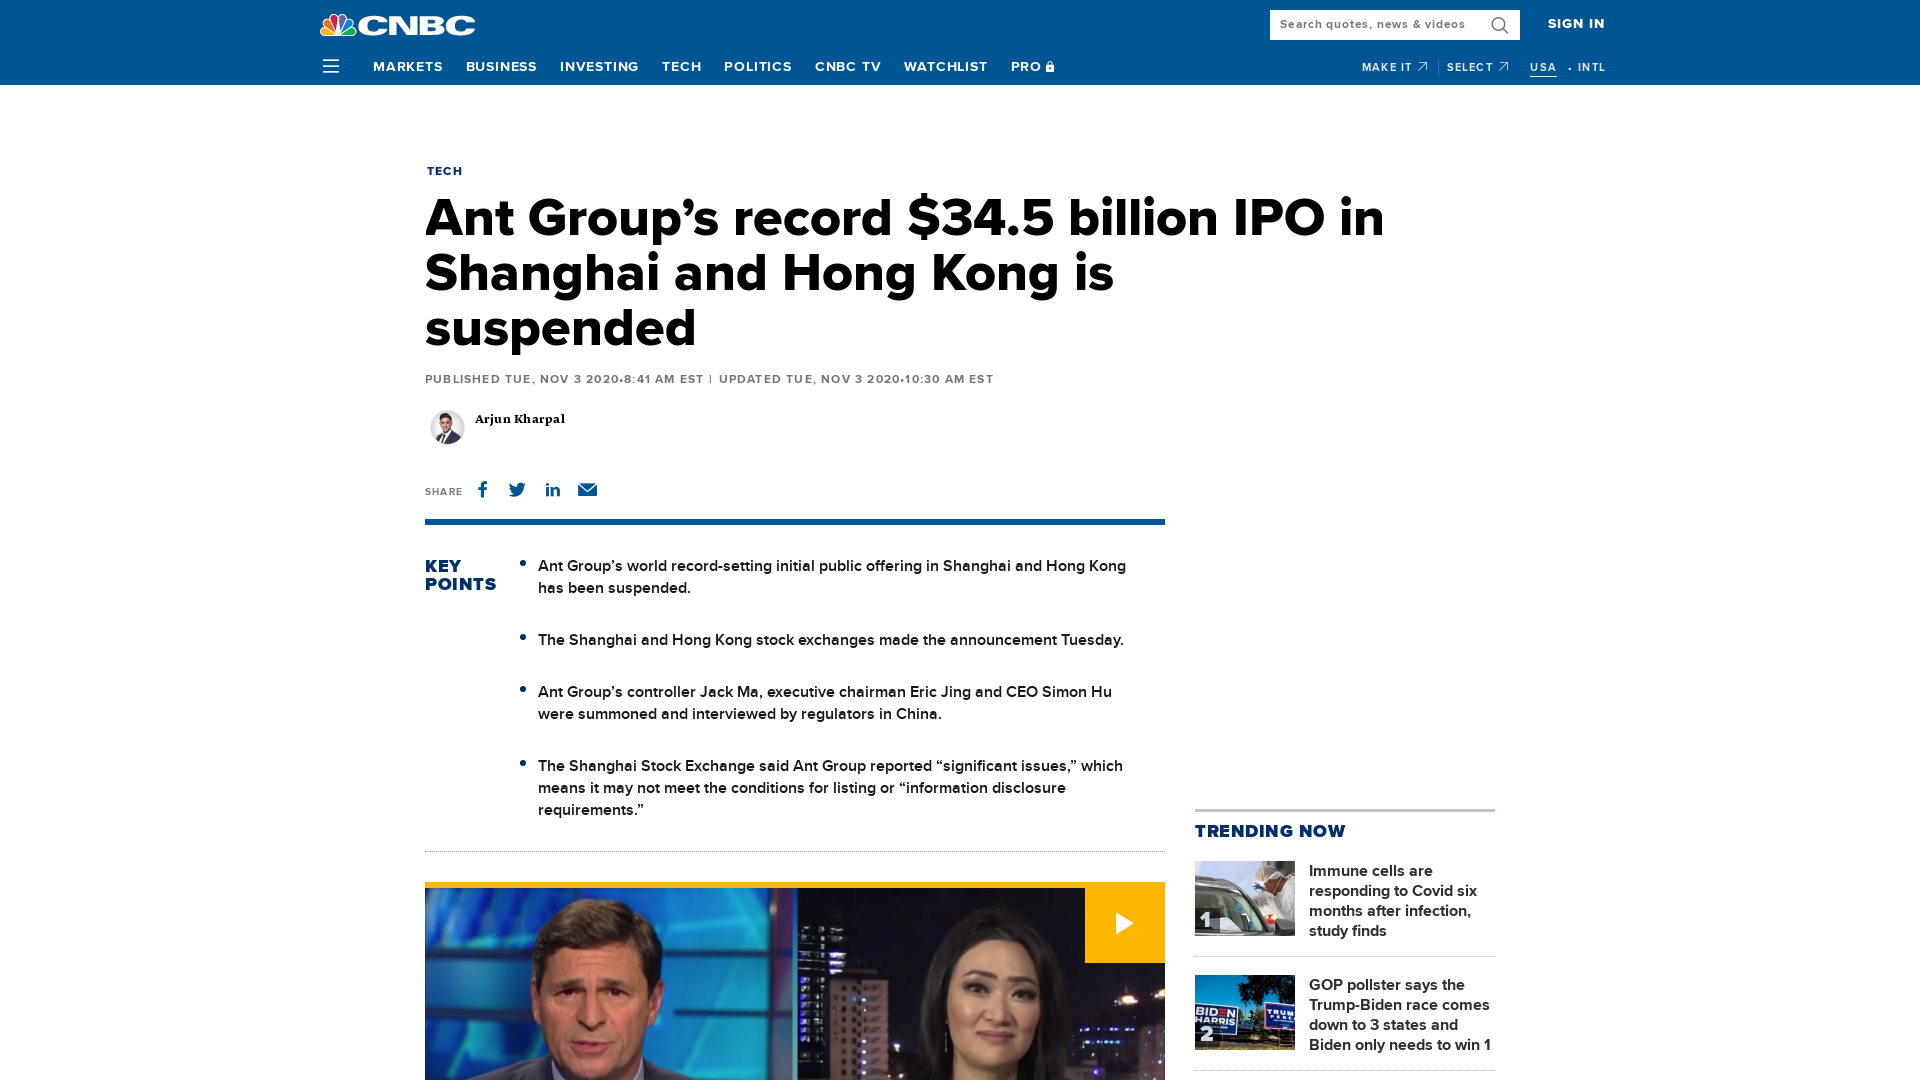 CNBC
Search quotes, news & videos
SIGN IN
MARKETS BUSINESS INVESTING TECH POLITICS CNBC TV WATCHLIST PRO
MAKE IT SELECT USA • INTL
TECH
Ant Group’s record $34.5 billion IPO in
Shanghai and Hong Kong is
suspended
PUBLISHED TUE, NOV 3 2020•8:41 AM EST | UPDATED TUE, NOV 3 2020•10:30 AM EST
Arjun Kharpal
SHARE
KEY
POINTS
Ant Group’s world record-setting initial public offering in Shanghai and Hong Kong
has been suspended.
The Shanghai and Hong Kong stock exchanges made the announcement Tuesday.
Ant Group’s controller Jack Ma, executive chairman Eric Jing and CEO Simon Hu
were summoned and interviewed by regulators in China.
The Shanghai Stock Exchange said Ant Group reported “significant issues,” which
means it may not meet the conditions for listing or “information disclosure
requirements.”
TRENDING NOW
1
Immune cells are
responding to Covid six
months after infection,
study finds
BIDEN
HARRIS
TRUM
2
GOP pollster says the
Trump-Biden race comes
down to 3 states and
Biden only needs to win 1